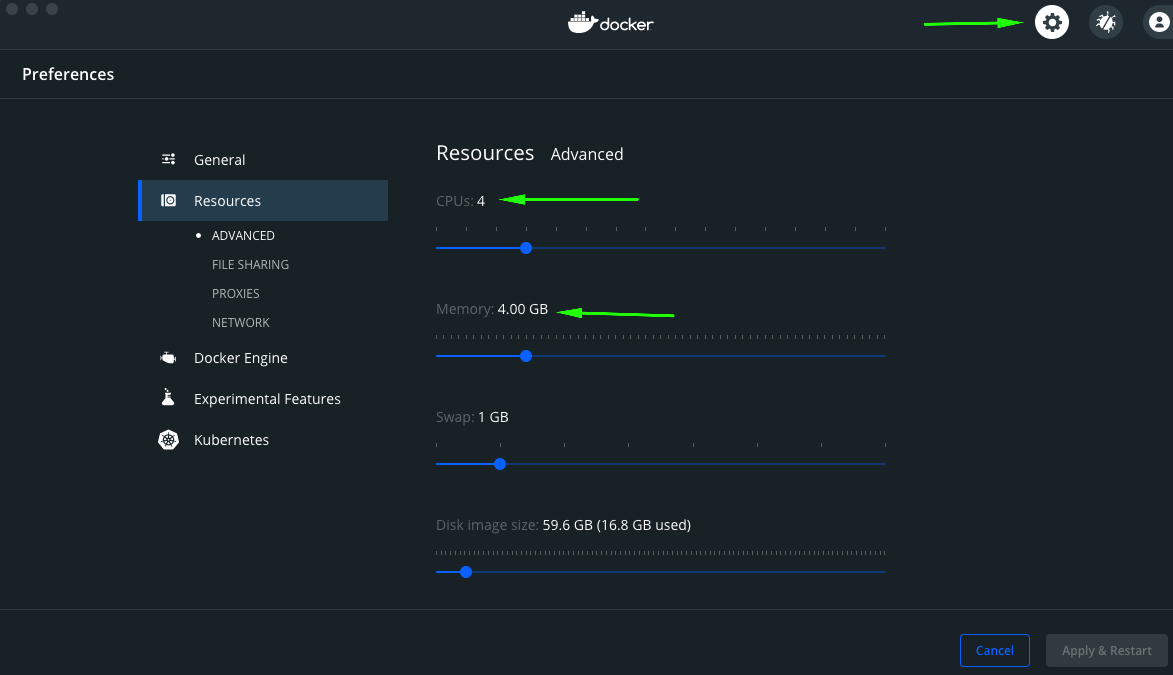 docker
Preferences
General
Resources
ADVANCED
FILE SHARING
PROXIES
NETWORK
Docker Engine
Experimental Features
Kubernetes
Resources Advanced
CPUs: 4
Memory: 4.00 GB
Swap: 1 GB
Disk image size: 59.6 GB (16.8 GB used)
Cancel
Apply & Restart